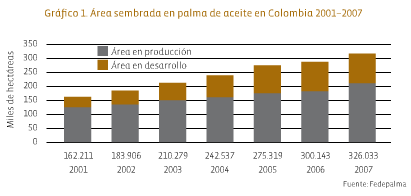 Gráfico 1. Área sembrada en palma de aceite en Colombia 2001–2007
Miles de hectáreas
350
300
250
200
150
100
50
0
Área en producción
Área en desarrollo
162.211 183.906 210.279 242.537 275.319 300.143 326.033
2001 2002 2003 2004 2005 2006 2007
Fuente: Fedepalma